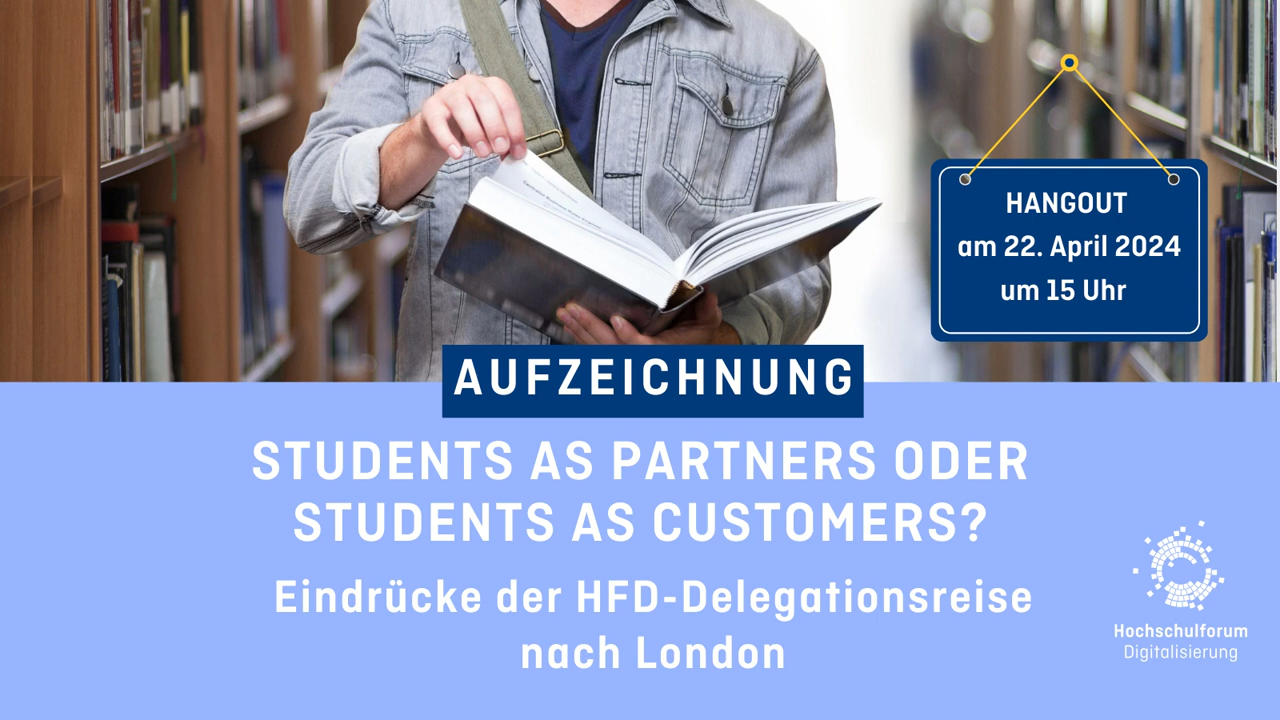 HANGOUT
am 22. April 2024
um 15 Uhr
AUFZEICHNUNG
STUDENTS AS PARTNERS ODER
STUDENTS AS CUSTOMERS?
Eindrücke der HFD-Delegationsreise
nach London
Hochschulforum
Digitalisierung